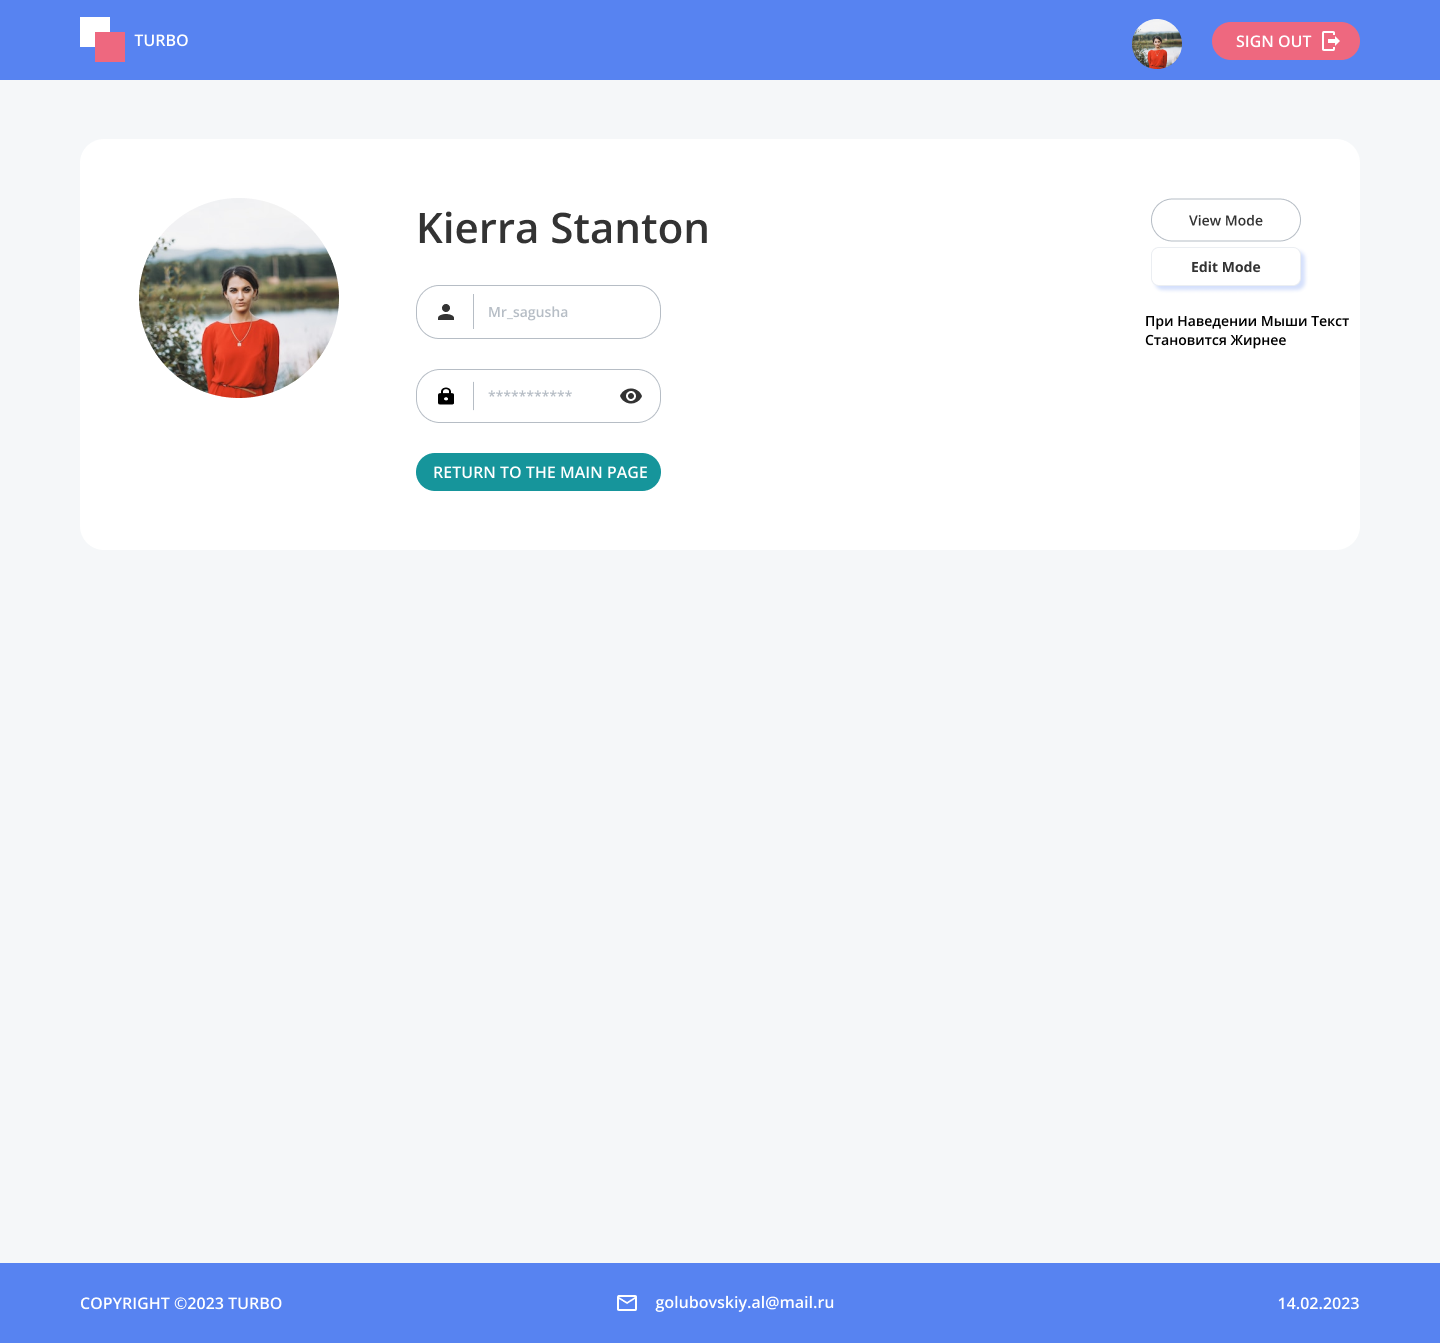 TURBO
SIGN OUT
Kierra Stanton
View Mode
Edit Mode
Mr_sagusha
При Наведении Мыши Текст
Становится Жирнее
***********
RETURN TO THE MAIN PAGE
COPYRIGHT ©2023 TURBO
golubovskiy.al@mail.ru
14.02.2023